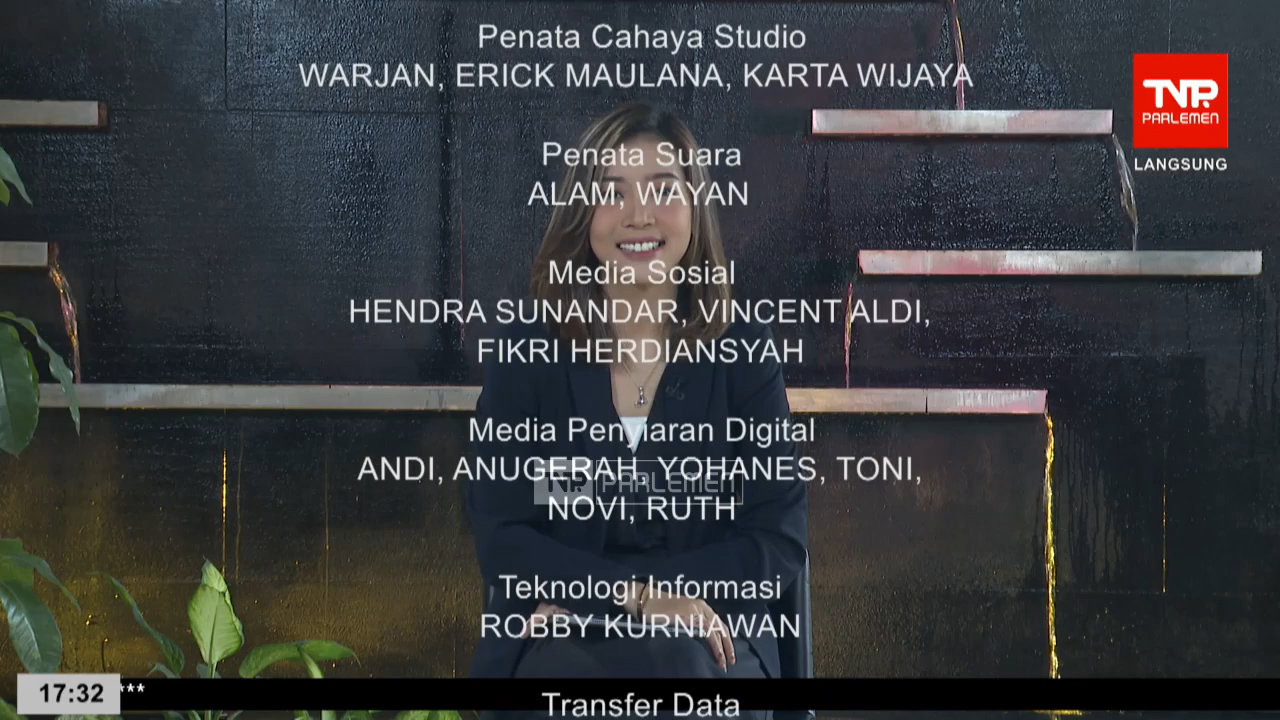 Penata Cahaya Studio
WARJAN, ERICK MAULANA, KARTA WIJAYA
TVP.
PARLEMEN
LANGSUNG
Penata Suara
ALAM, WAYAN
Media Sosial
HENDRA SUNANDAR, VINCENT ALDI,
FIKRI HERDIANSYAH
Media Penyiaran Digital
ANDI, ANUGERAH, YOHANES, TONI,
TVP. PARLEMEN
NOVI, RUTH
Teknologi Informasi
ROBBY KURNIAWAN
17:32 ***
Transfer Data